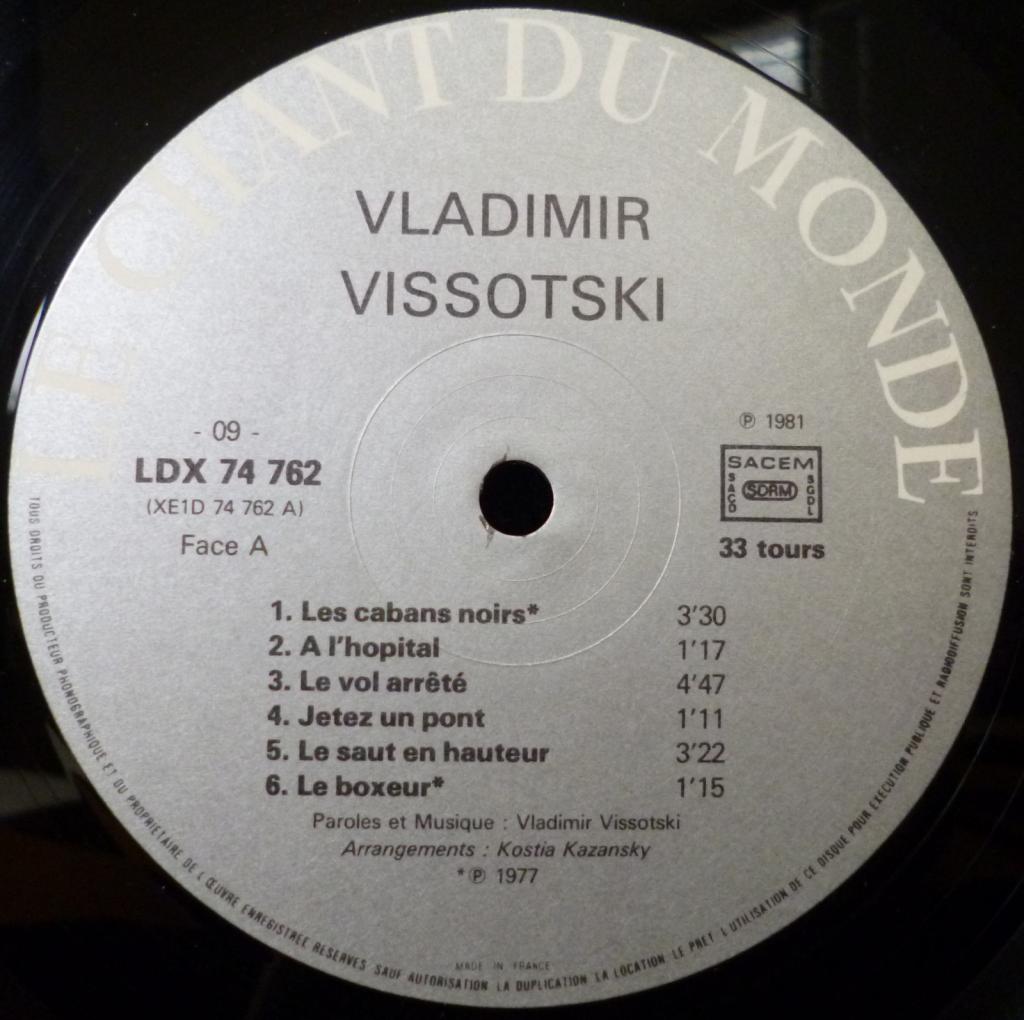 LE CHANT DU MONDE
VLADIMIR
VISSOTSKI
- 09 -
LDX 74 762
(XE1D 74 762 A)
Face A
℗ 1981
SACEM
SACD
SDRM
SGDL
33 tours
1. Les cabans noirs* 3'30
2. A l'hopital 1'17
3. Le vol arrêté 4'47
4. Jetez un pont 1'11
5. Le saut en hauteur 3'22
6. Le boxeur* 1'15
Paroles et Musique : Vladimir Vissotski
Arrangements : Kostia Kazansky
*℗ 1977
MADE IN FRANCE
TOUS DROITS DU PRODUCTEUR PHONOGRAPHIQUE ET DU PROPRIETAIRE DE L ŒUVRE ENREGISTREE RESERVES SAUF AUTORISATION LA DUPLICATION LA LOCATION LE PRET L UTILISATION DE CE DISQUE POUR EXECUTION PUBLIQUE ET RADIODIFFUSION SONT INTERDITS